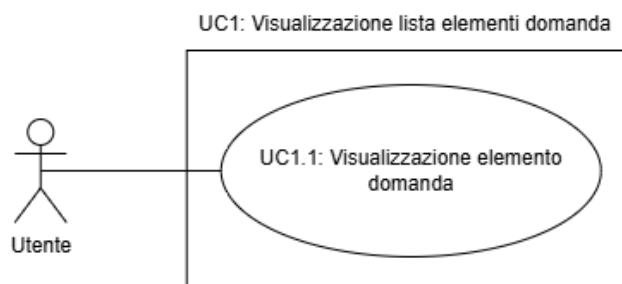 UC1: Visualizzazione lista elementi domanda
UC1.1: Visualizzazione elemento
domanda
Utente